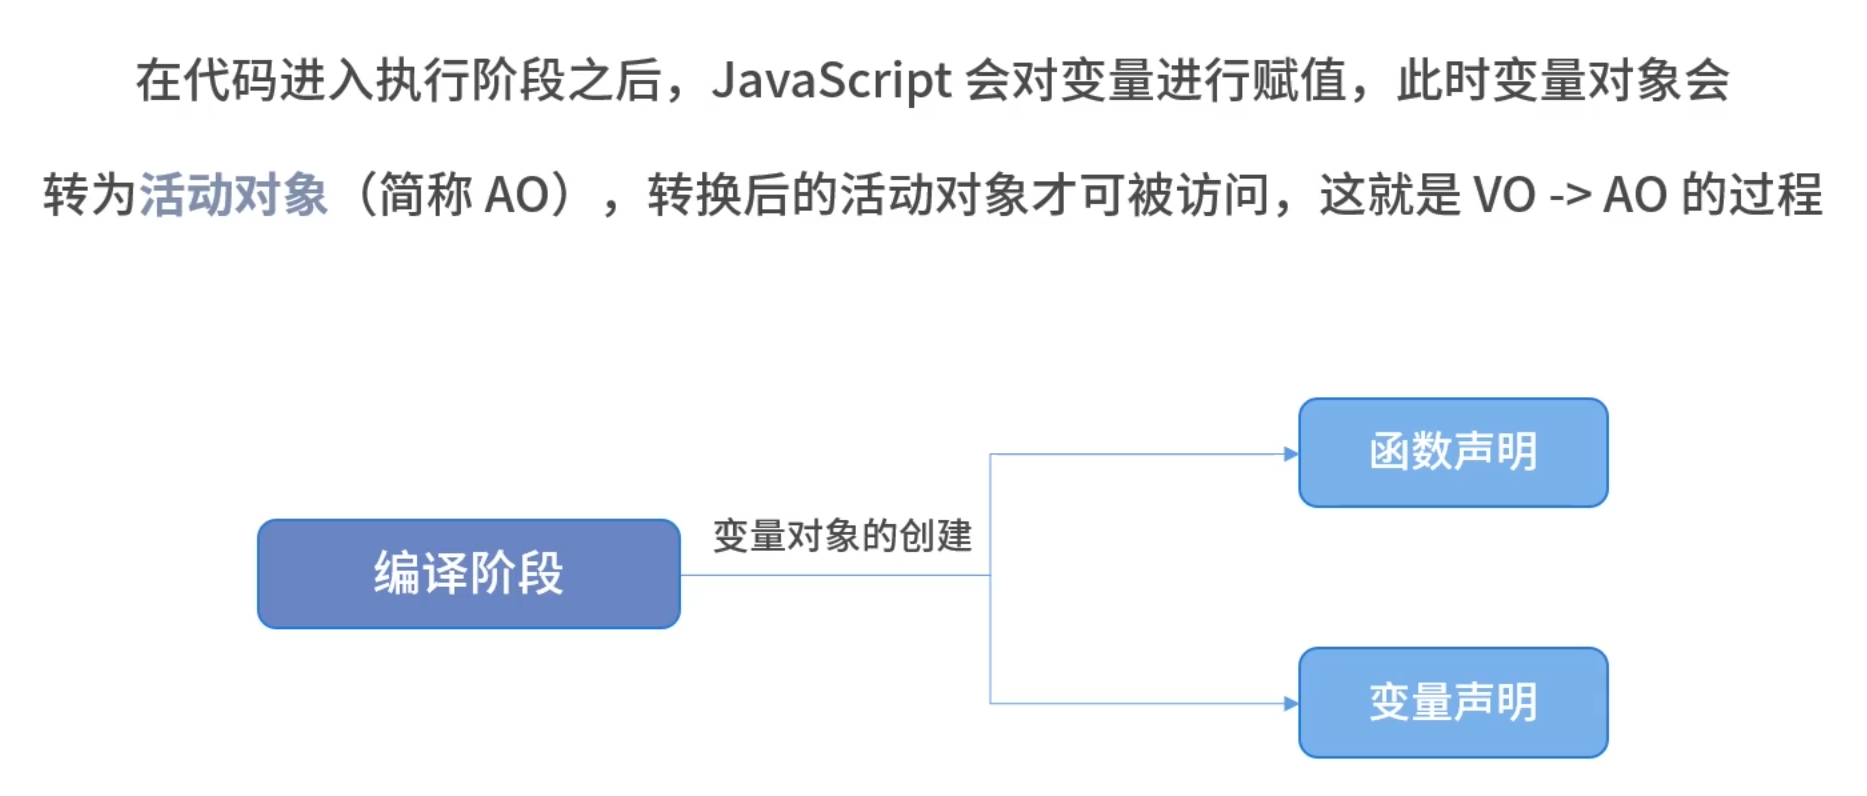 在代码进入执行阶段之后，JavaScript 会对变量进行赋值，此时变量对象会
转为活动对象（简称 AO），转换后的活动对象才可被访问，这就是 VO -> AO 的过程
函数声明
变量对象的创建
编译阶段
变量声明